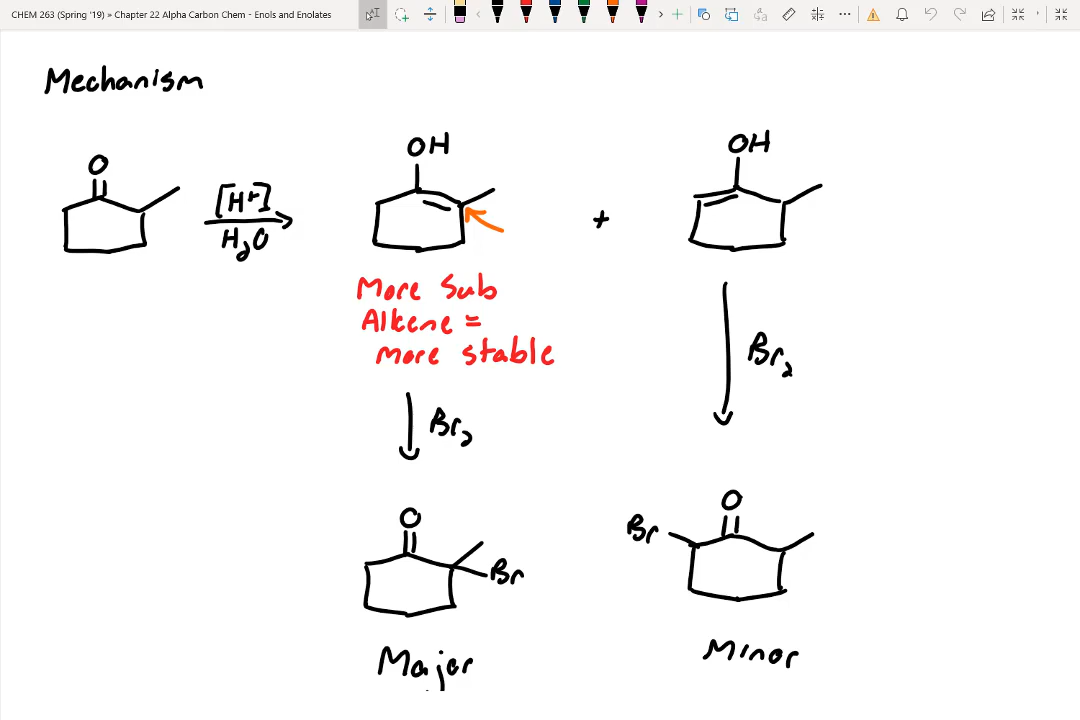 CHEM 263 (Spring '19) » Chapter 22 Alpha Carbon Chem - Enols and Enolates
Mechanism
O
[H+]
H2O
OH
+
OH
More Sub
Alkene =
more stable
Br2
Br2
O
Br
Major
O
Br
Minor